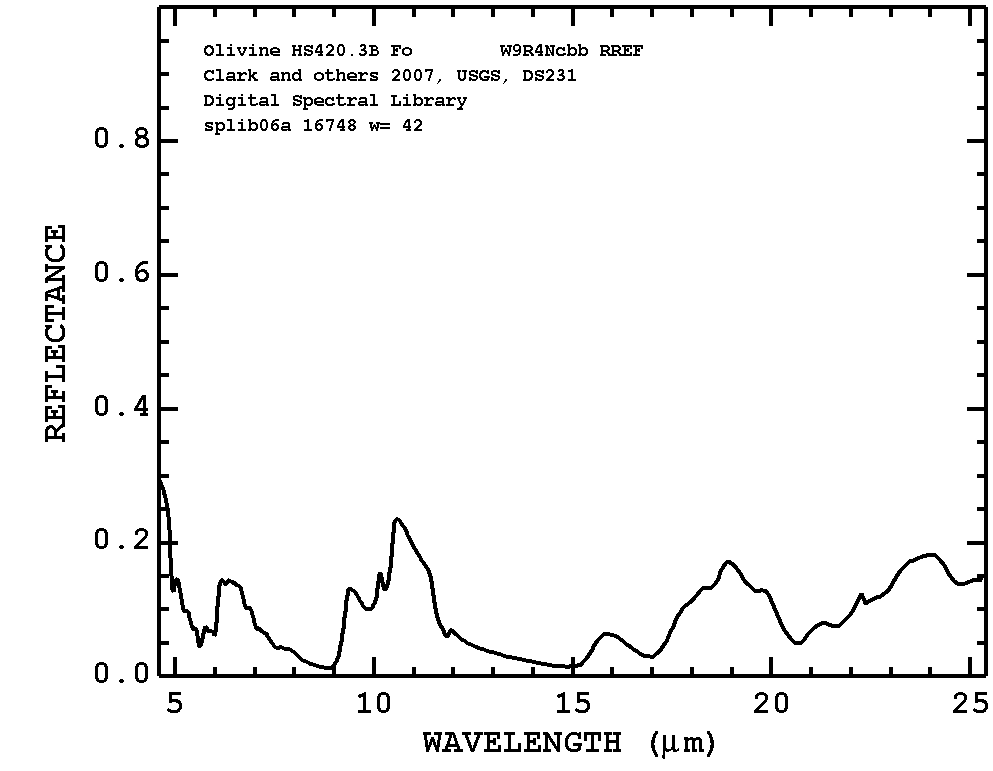 Olivine HS420.3B Fo W9R4Ncbb RREF
Clark and others 2007, USGS, DS231
Digital Spectral Library
splib06a 16748 w= 42
REFLECTANCE
0.8
0.6
0.4
0.2
0.0
5 10 15 20 25
WAVELENGTH (μm)